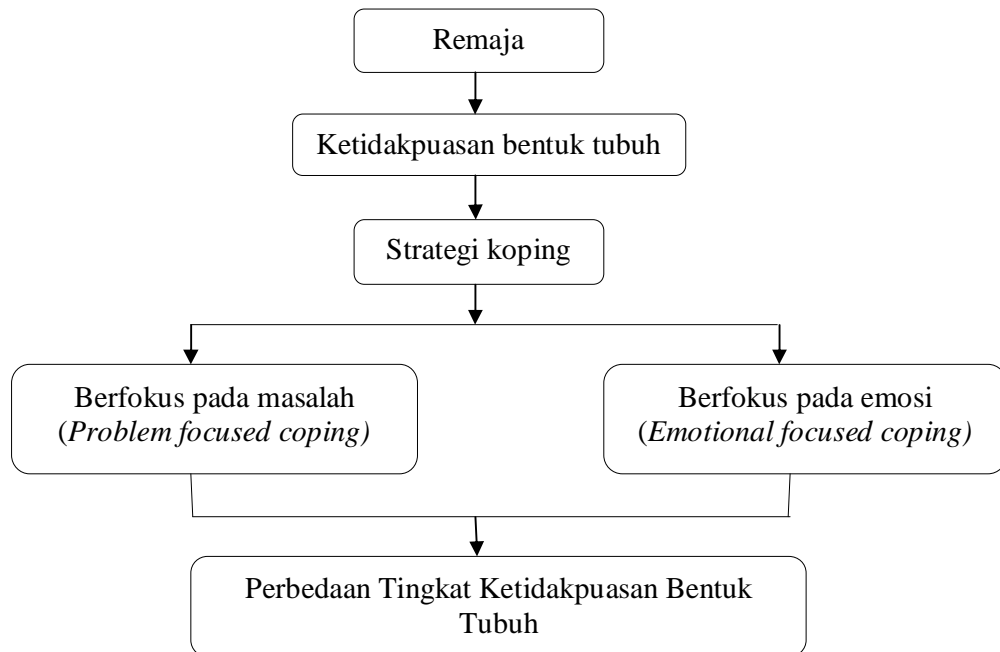 Remaja
Ketidakpuasan bentuk tubuh
Strategi koping
Berfokus pada masalah
(Problem focused coping)
Berfokus pada emosi
(Emotional focused coping)
Perbedaan Tingkat Ketidakpuasan Bentuk
Tubuh